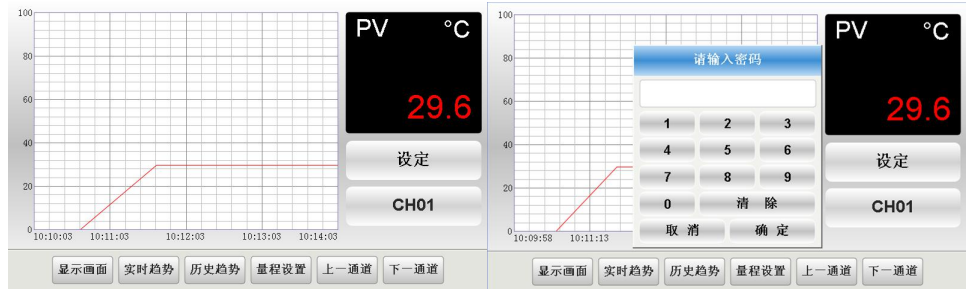 100
80
60
40
20
0
10:10:03 10:11:03 10:12:03 10:13:03 10:14:03
PV °C
29.6
设定
CH01
显示画面 实时趋势 历史趋势 量程设置 上一通道 下一通道
100
80
60
40
20
0
10:09:58 10:11:13
请输入密码
1 2 3
4 5 6
7 8 9
0 清 除
取 消 确 定
PV °C
29.6
设定
CH01
显示画面 实时趋势 历史趋势 量程设置 上一通道 下一通道